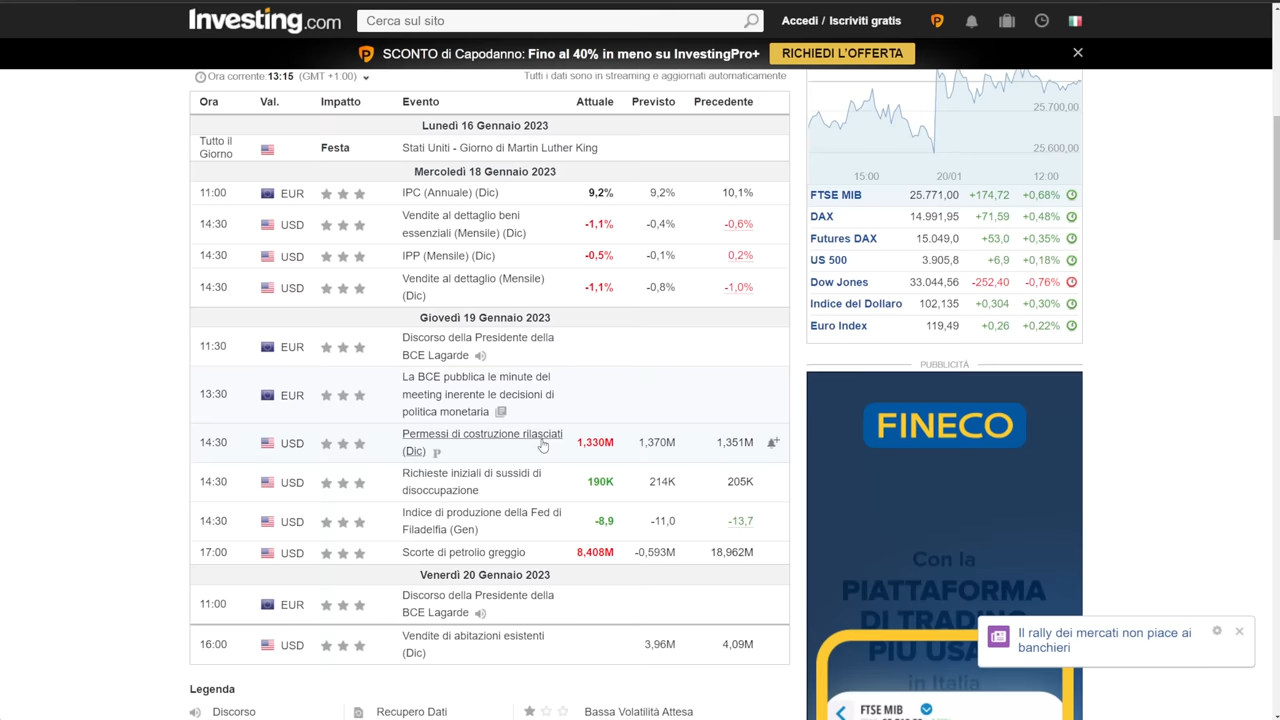 Investing.com
Cerca sul sito
Accedi / Iscriviti gratis
SCONTO di Capodanno: Fino al 40% in meno su InvestingPro+
RICHIEDI L'OFFERTA
Ora corrente: 13:15 (GMT +1:00)
Tutti i dati sono in streaming e aggiornati automaticamente
Ora Val. Impatto Evento Attuale Previsto Precedente
Lunedì 16 Gennaio 2023
Tutto il
Giorno
Festa Stati Uniti - Giorno di Martin Luther King
Mercoledì 18 Gennaio 2023
11:00 EUR IPC (Annuale) (Dic) 9,2% 9,2% 10,1%
Vendite al dettaglio beni
14:30 USD -1,1% -0,4% -0,6%
essenziali (Mensile) (Dic)
14:30 USD IPP (Mensile) (Dic) -0,5% -0,1% 0,2%
Vendite al dettaglio (Mensile)
14:30 USD -1,1% -0,8% -1,0%
(Dic)
Giovedì 19 Gennaio 2023
Discorso della Presidente della
11:30 EUR
BCE Lagarde
La BCE pubblica le minute del
13:30 EUR meeting inerente le decisioni di
politica monetaria
Permessi di costruzione rilasciati
14:30 USD 1,330M 1,370M 1,351M
(Dic) P
Richieste iniziali di sussidi di
14:30 USD 190K 214K 205K
disoccupazione
Indice di produzione della Fed di
14:30 USD -8,9 -11,0 -13,7
Filadelfia (Gen)
17:00 USD Scorte di petrolio greggio 8,408M -0,593M 18,962M
Venerdì 20 Gennaio 2023
Discorso della Presidente della
11:00 EUR
BCE Lagarde
Vendite di abitazioni esistenti
16:00 USD 3,96M 4,09M
(Dic)
Legenda
Discorso Recupero Dati Bassa Volatilità Attesa
25.700,00
25.600,00
15:00 20/01 12:00
FTSE MIB 25.771,00 +174,72 +0,68%
DAX 14.991,95 +71,59 +0,48%
Futures DAX 15.049,0 +53,0 +0,35%
US 500 3.905,8 +6,9 +0,18%
Dow Jones 33.044,56 -252,40 -0,76%
Indice del Dollaro 102,135 +0,304 +0,30%
Euro Index 119,49 +0,26 +0,22%
PUBBLICITÀ
FINECO
Con la
PIATTAFORMA
DI TRADING
PIÙ USATA
in Italia
FTSE MIB
Il rally dei mercati non piace ai
banchieri